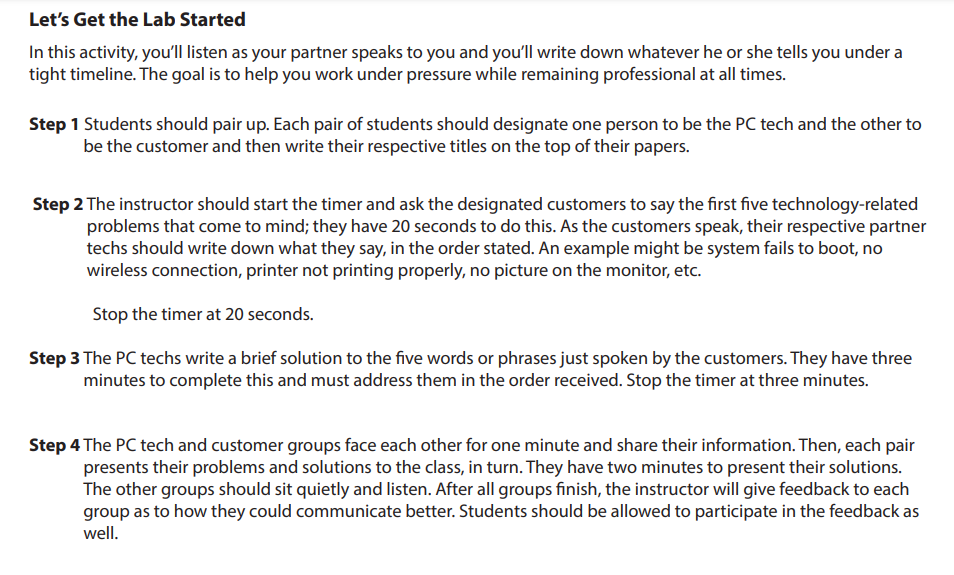 Let's Get the Lab Started
In this activity, you'll listen as your partner speaks to you and you'll write down whatever he or she tells you under a
tight timeline. The goal is to help you work under pressure while remaining professional at all times.
Step 1 Students should pair up. Each pair of students should designate one person to be the PC tech and the other to
be the customer and then write their respective titles on the top of their papers.
Step 2 The instructor should start the timer and ask the designated customers to say the first five technology-related
problems that come to mind; they have 20 seconds to do this. As the customers speak, their respective partner
techs should write down what they say, in the order stated. An example might be system fails to boot, no
wireless connection, printer not printing properly, no picture on the monitor, etc.
Stop the timer at 20 seconds.
Step 3 The PC techs write a brief solution to the five words or phrases just spoken by the customers. They have three
minutes to complete this and must address them in the order received. Stop the timer at three minutes.
Step 4 The PC tech and customer groups face each other for one minute and share their information. Then, each pair
presents their problems and solutions to the class, in turn. They have two minutes to present their solutions.
The other groups should sit quietly and listen. After all groups finish, the instructor will give feedback to each
group as to how they could communicate better. Students should be allowed to participate in the feedback as
well.